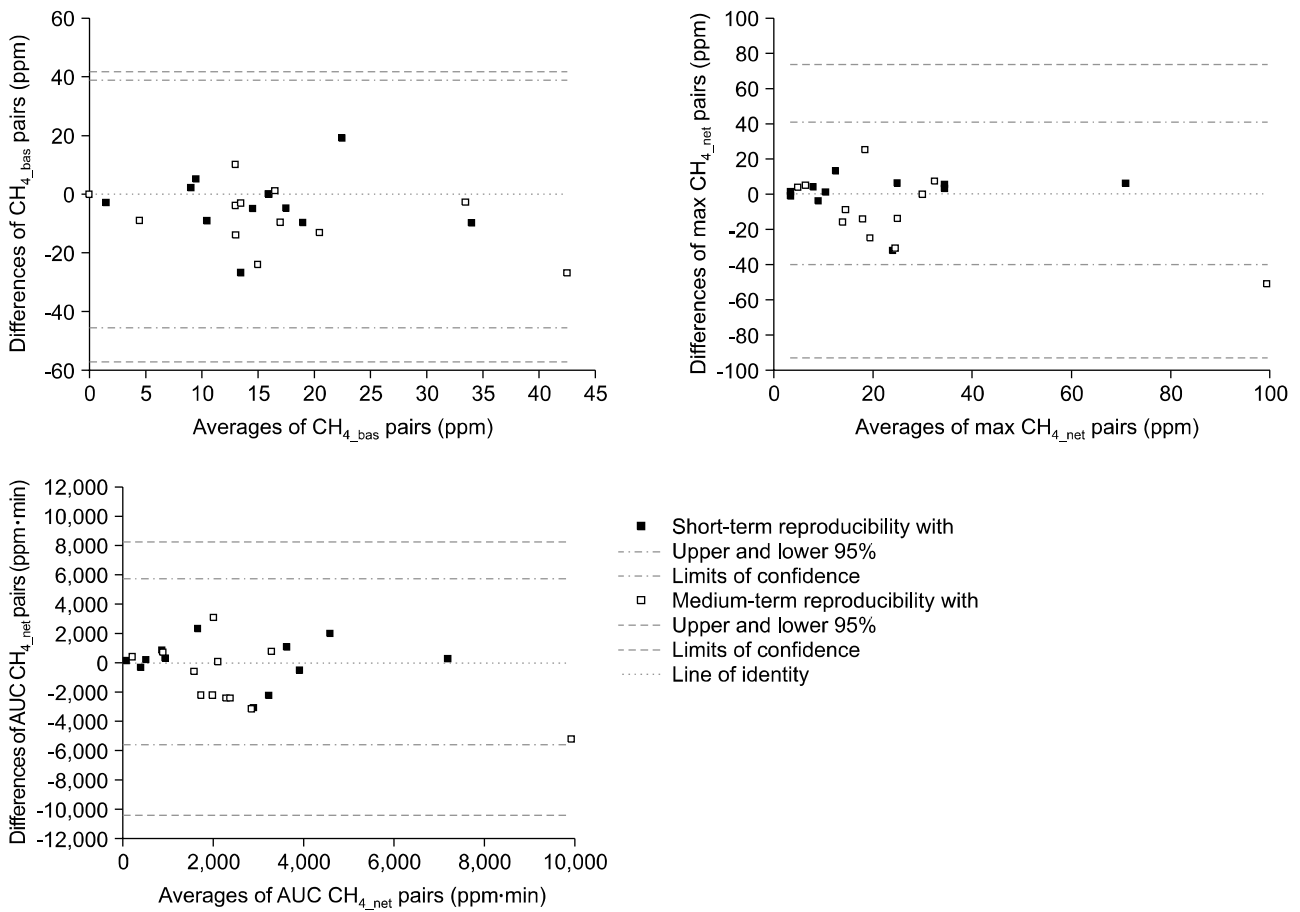 Differences of CH4_bas pairs (ppm)
60
40
20
0
-20
-40
-60
0 5 10 15 20 25 30 35 40 45
Averages of CH4_bas pairs (ppm)
Differences of max CH4_net pairs (ppm)
100
80
60
40
20
0
-20
-40
-60
-80
-100
0 20 40 60 80 100
Averages of max CH4_net pairs (ppm)
Differences of AUC CH4_net pairs (ppm·min)
12,000
10,000
8,000
6,000
4,000
2,000
0
-2,000
-4,000
-6,000
-8,000
-10,000
-12,000
0 2,000 4,000 6,000 8,000 10,000
Averages of AUC CH4_net pairs (ppm·min)
Short-term reproducibility with
Upper and lower 95%
Limits of confidence
Medium-term reproducibility with
Upper and lower 95%
Limits of confidence
Line of identity